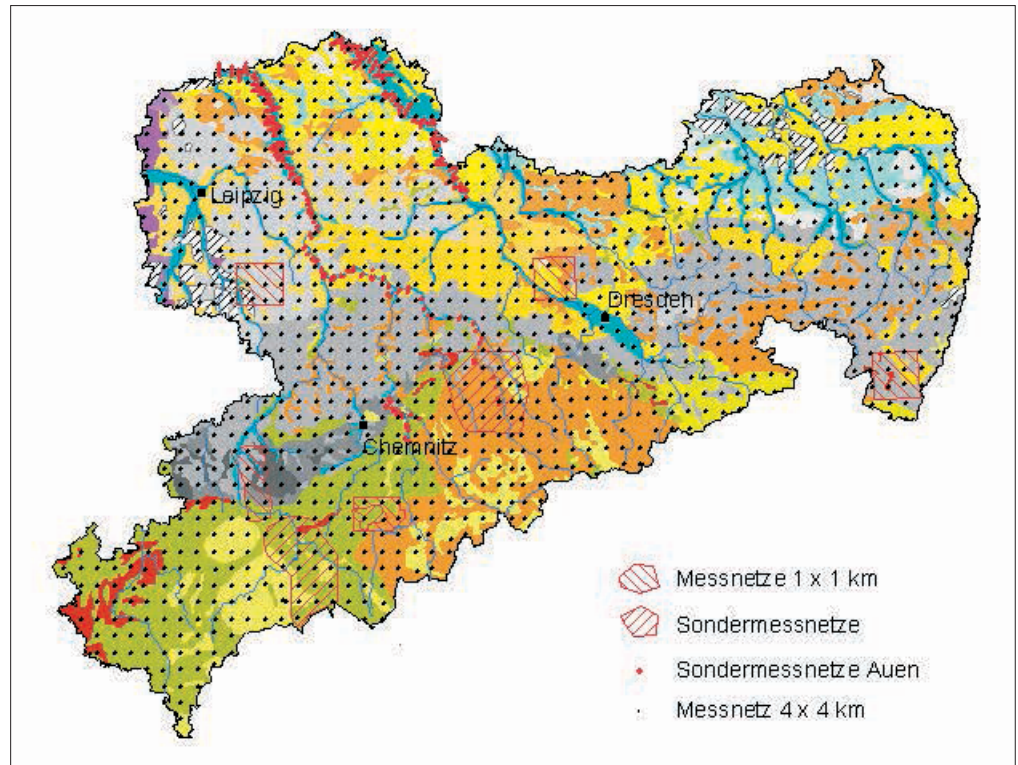 Leipzig
Dresden
Chemnitz
Messnetze 1 x 1 km
Sondermessnetze
Sondermessnetze Auen
Messnetz 4 x 4 km